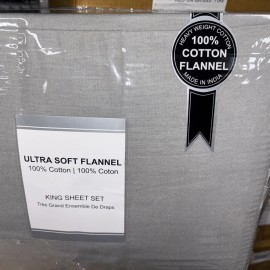 HEAVY WEIGHT COTTON
100%
COTTON
FLANNEL
MADE IN INDIA
ULTRA SOFT FLANNEL
100% Cotton | 100% Coton
KING SHEET SET
Très Grand Ensemble De Draps